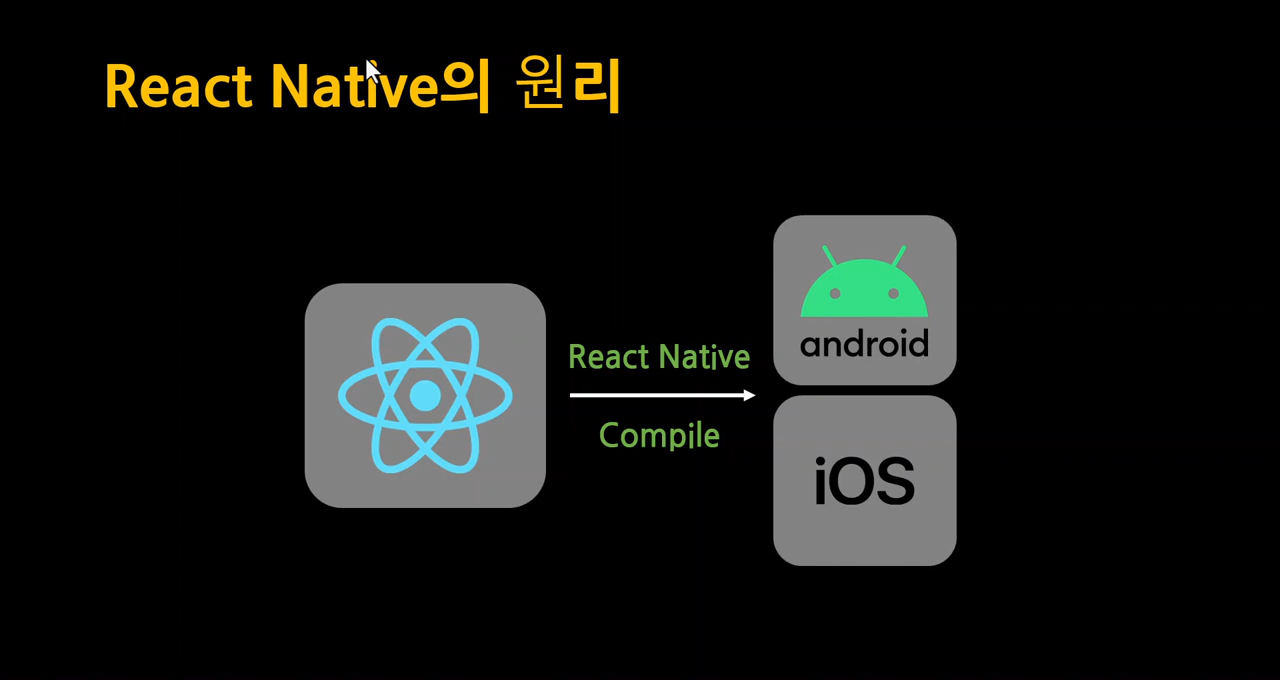 React Native의 원리
React Native
Compile
android
iOS